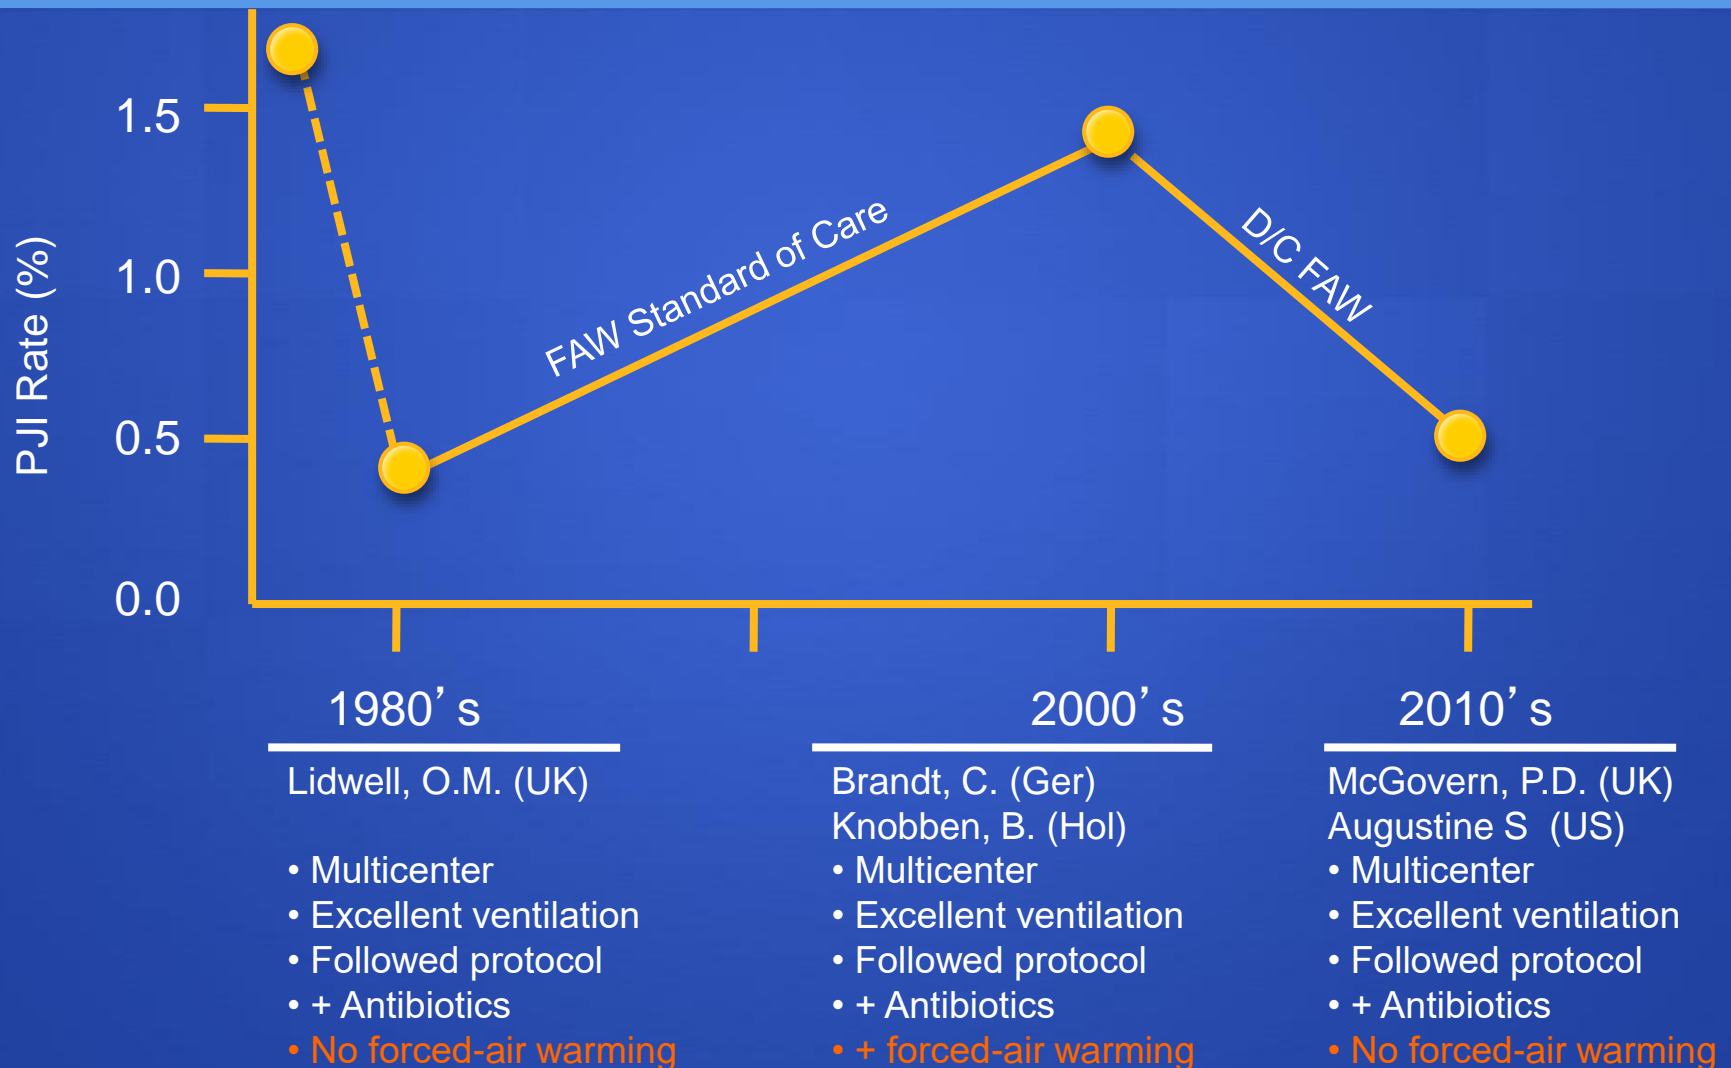 PJI Rate (%)
1.5
1.0
0.5
0.0
FAW Standard of Care
D/C FAW
1980’s
2000’s
2010’s
Lidwell, O.M. (UK)
• Multicenter
• Excellent ventilation
• Followed protocol
• + Antibiotics
• No forced-air warming
Brandt, C. (Ger)
Knobben, B. (Hol)
• Multicenter
• Excellent ventilation
• Followed protocol
• + Antibiotics
• + forced-air warming
McGovern, P.D. (UK)
Augustine S (US)
• Multicenter
• Excellent ventilation
• Followed protocol
• + Antibiotics
• No forced-air warming